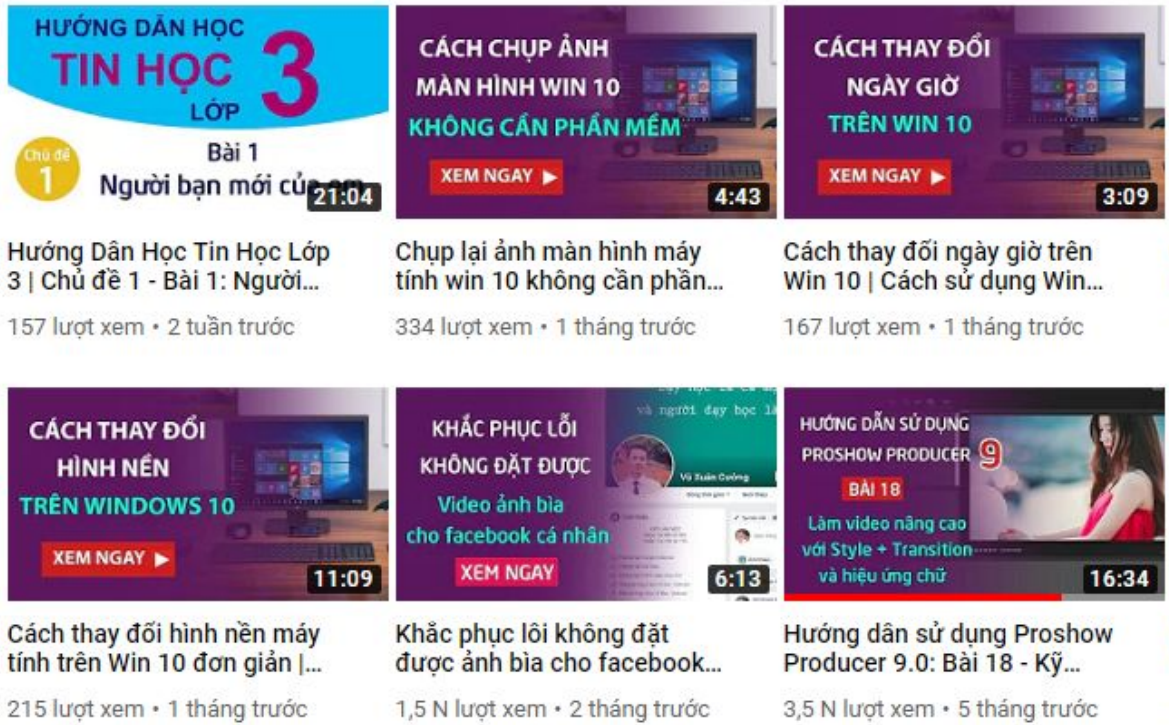 HƯỚNG DẪN HỌC
TIN HỌC 3
LỚP
Chủ đề
1
Bài 1
Người bạn mới của em
21:04
Hướng Dẫn Học Tin Học Lớp
3 | Chủ đề 1 - Bài 1: Người...
157 lượt xem • 2 tuần trước
CÁCH CHỤP ẢNH
MÀN HÌNH WIN 10
KHÔNG CẦN PHẦN MỀM
XEM NGAY
4:43
Chụp lại ảnh màn hình máy
tính win 10 không cần phần...
334 lượt xem • 1 tháng trước
CÁCH THAY ĐỔI
NGÀY GIỜ
TRÊN WIN 10
XEM NGAY
3:09
Cách thay đổi ngày giờ trên
Win 10 | Cách sử dụng Win...
167 lượt xem • 1 tháng trước
CÁCH THAY ĐỔI
HÌNH NỀN
TRÊN WINDOWS 10
XEM NGAY
11:09
Cách thay đổi hình nền máy
tính trên Win 10 đơn giản |...
215 lượt xem • 1 tháng trước
KHẮC PHỤC LỖI
KHÔNG ĐẶT ĐƯỢC
Video ảnh bìa
cho facebook cá nhân
XEM NGAY
và người dạy học là
Vũ Xuân Cường
6:13
Khắc phục lỗi không đặt
được ảnh bìa cho facebook...
1,5 N lượt xem • 2 tháng trước
HƯỚNG DẪN SỬ DỤNG
PROSHOW PRODUCER 9
BÀI 18
Làm video nâng cao
với Style + Transition
và hiệu ứng chữ
16:34
Hướng dẫn sử dụng Proshow
Producer 9.0: Bài 18 - Kỹ...
3,5 N lượt xem • 5 tháng trước